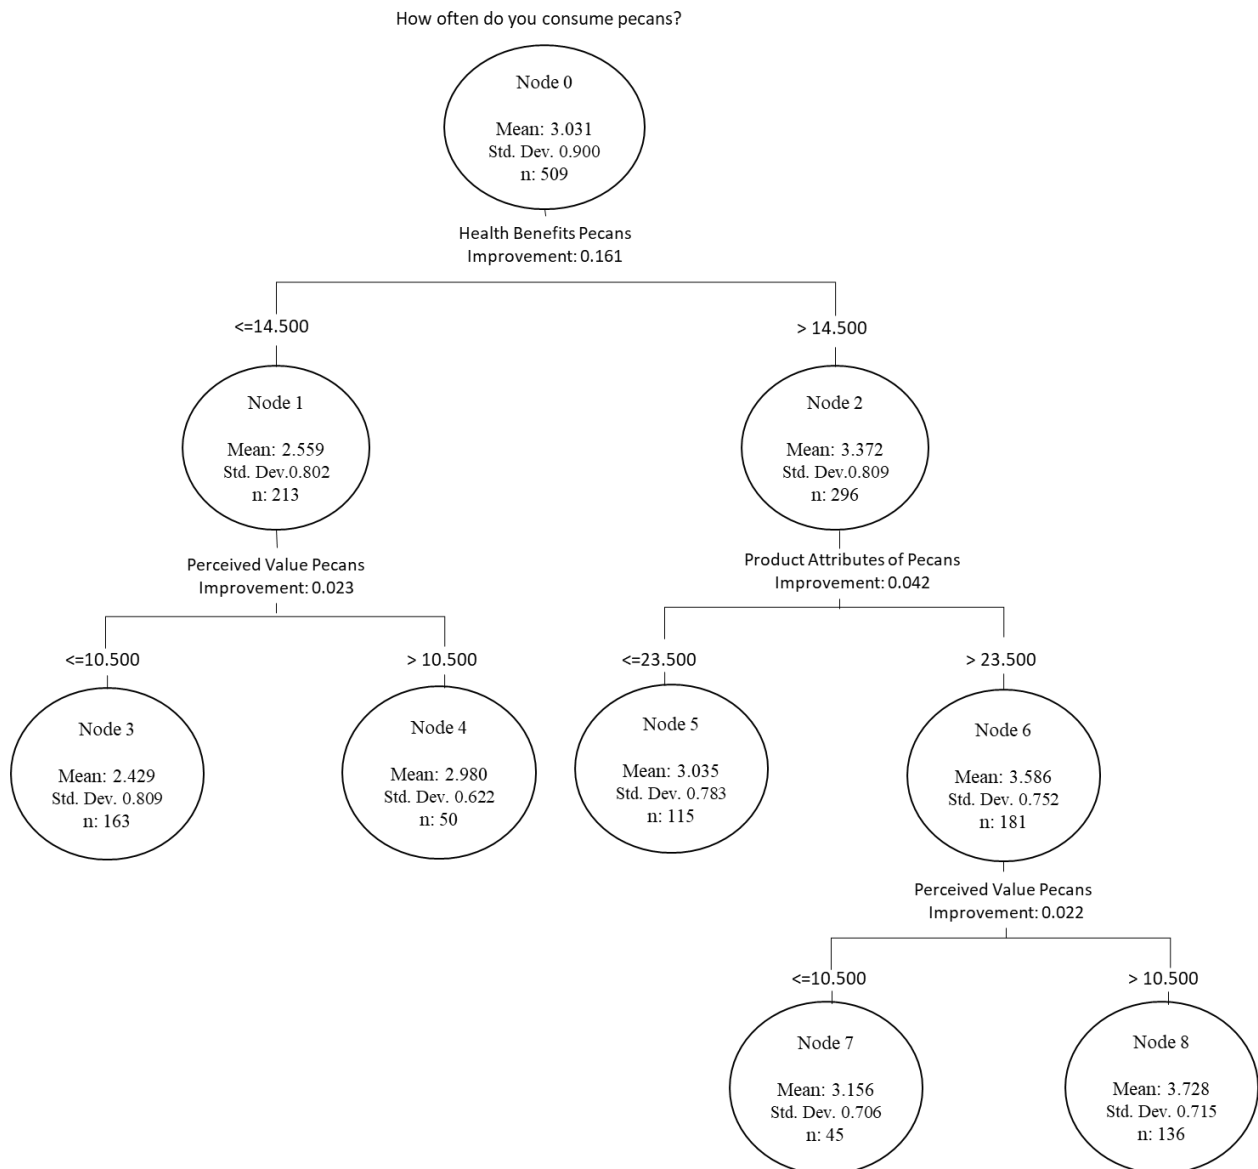 How often do you consume pecans?
Node 0
Mean: 3.031
Std. Dev. 0.900
n: 509
Health Benefits Pecans
Improvement: 0.161
<=14.500
> 14.500
Node 1
Mean: 2.559
Std. Dev.0.802
n: 213
Node 2
Mean: 3.372
Std. Dev.0.809
n: 296
Perceived Value Pecans
Improvement: 0.023
Product Attributes of Pecans
Improvement: 0.042
<=10.500
> 10.500
<=23.500
> 23.500
Node 3
Mean: 2.429
Std. Dev. 0.809
n: 163
Node 4
Mean: 2.980
Std. Dev. 0.622
n: 50
Node 5
Mean: 3.035
Std. Dev. 0.783
n: 115
Node 6
Mean: 3.586
Std. Dev. 0.752
n: 181
Perceived Value Pecans
Improvement: 0.022
<=10.500
> 10.500
Node 7
Mean: 3.156
Std. Dev. 0.706
n: 45
Node 8
Mean: 3.728
Std. Dev. 0.715
n: 136